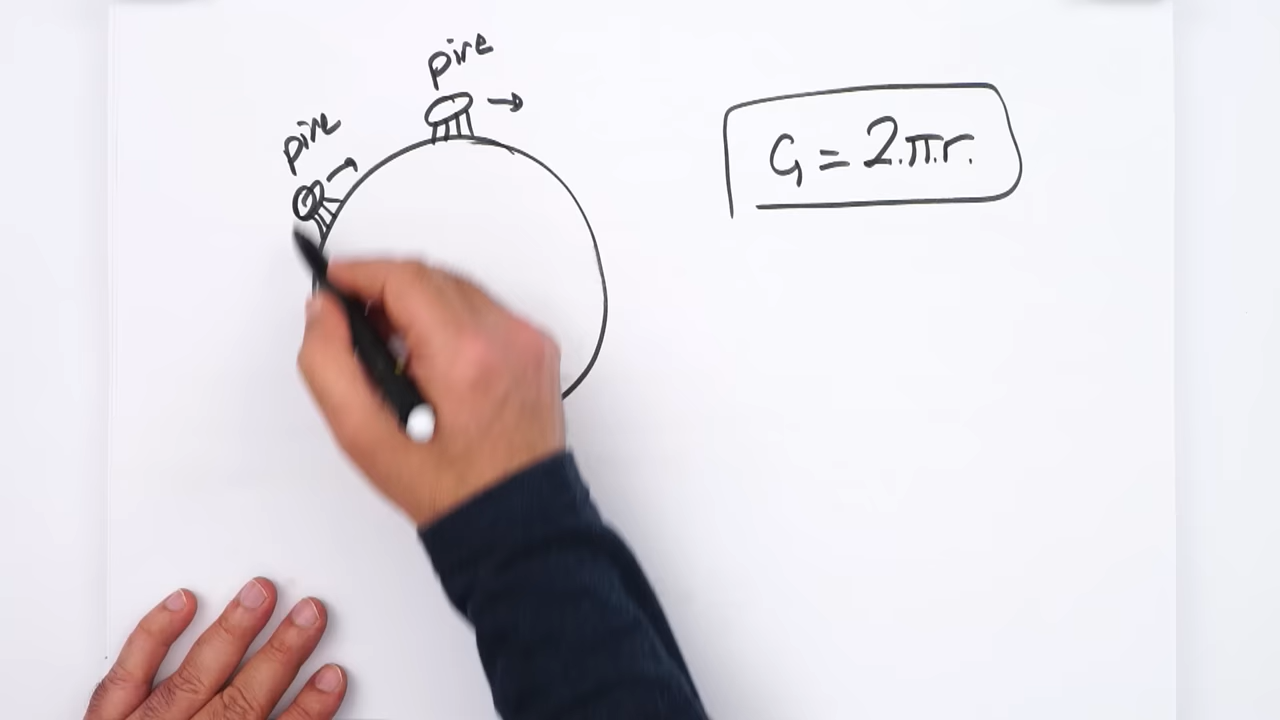 pire
pire
Ç = 2.π.r.